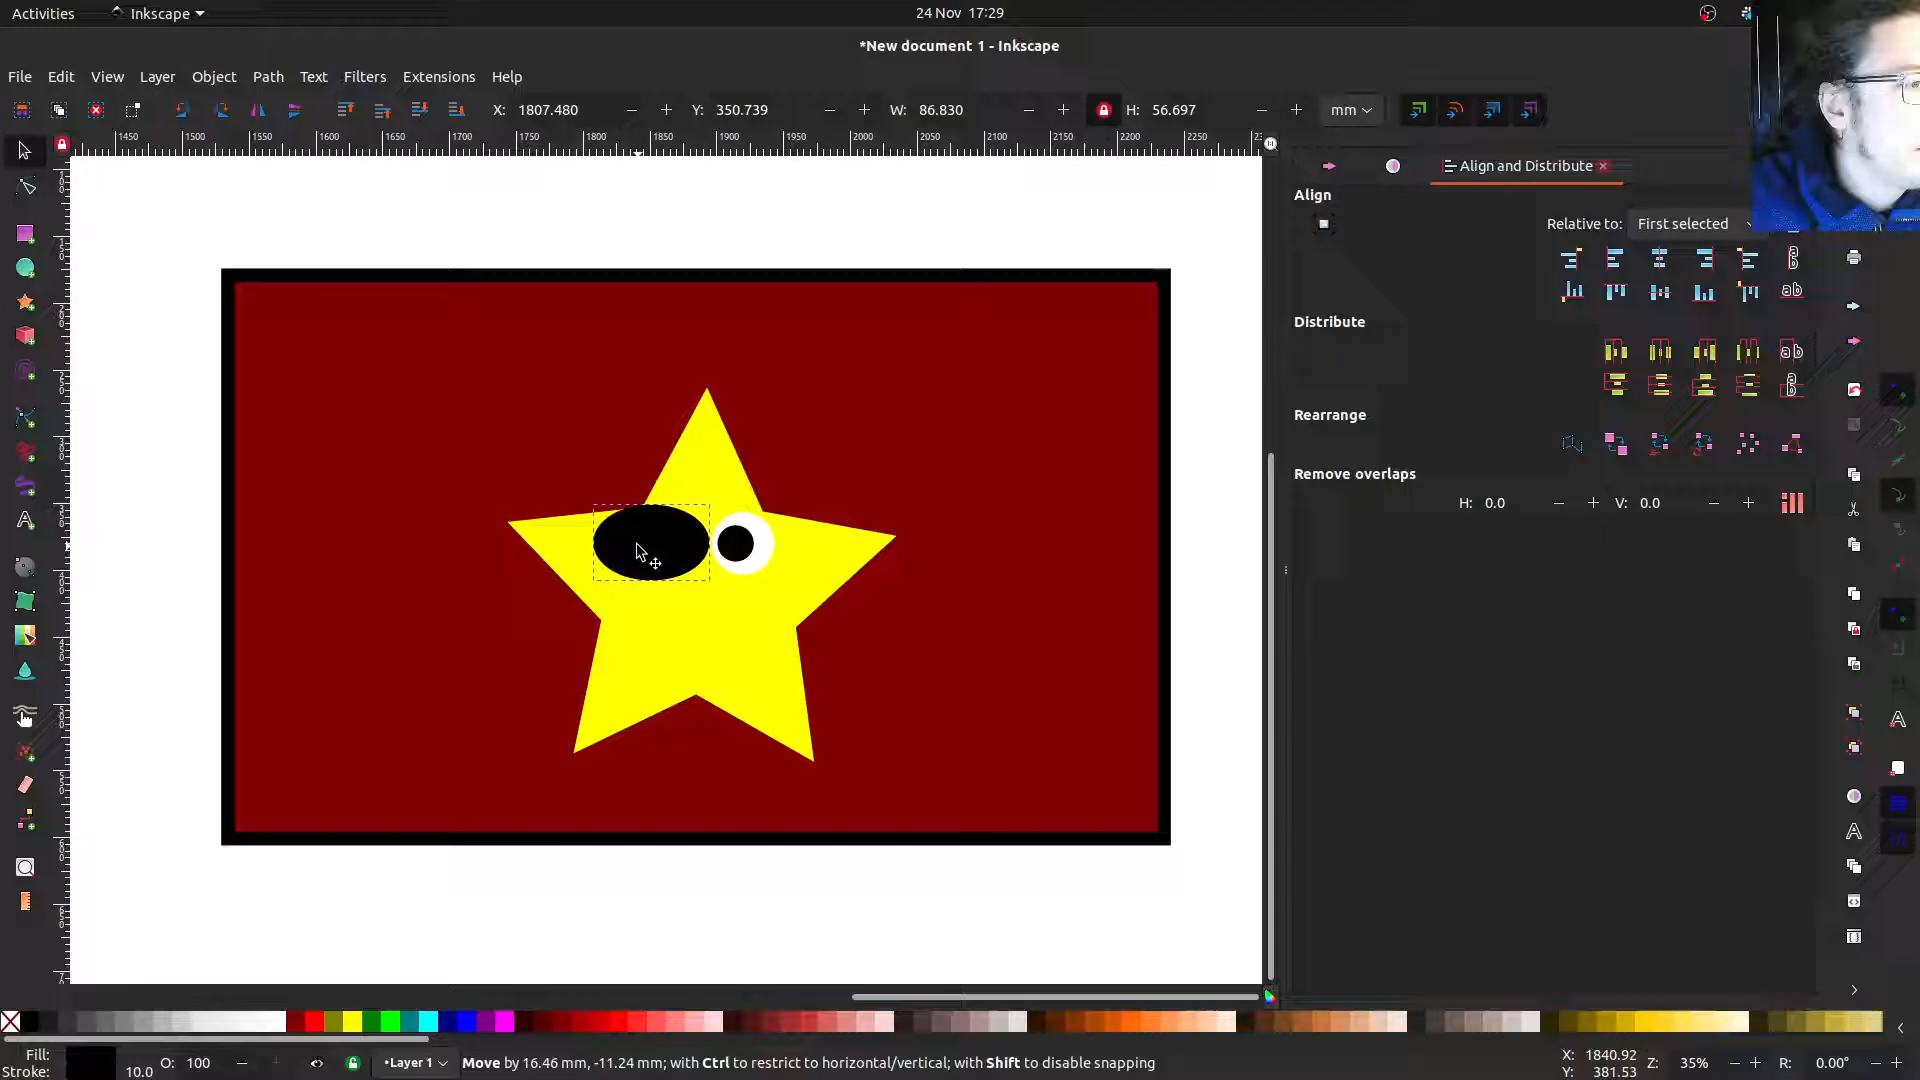 Activities
Inkscape
24 Nov 17:29
*New document 1 - Inkscape
File
Edit
View
Layer
Object
Path
Text
Filters
Extensions
Help
X: 1807.480
Y: 350.739
W: 86.830
H: 56.697
mm
1450
1500
1550
1600
1650
1700
1750
1800
1850
1900
1950
2000
2050
2100
2150
2200
2250
Align and Distribute
Align
Relative to: First selected
Distribute
Rearrange
Remove overlaps
H: 0.0
V: 0.0
Fill:
Stroke: 10.0
O: 100
•Layer 1
Move by 16.46 mm, -11.24 mm; with Ctrl to restrict to horizontal/vertical; with Shift to disable snapping
X: 1840.92
Y: 381.53
Z: 35%
R: 0.00°